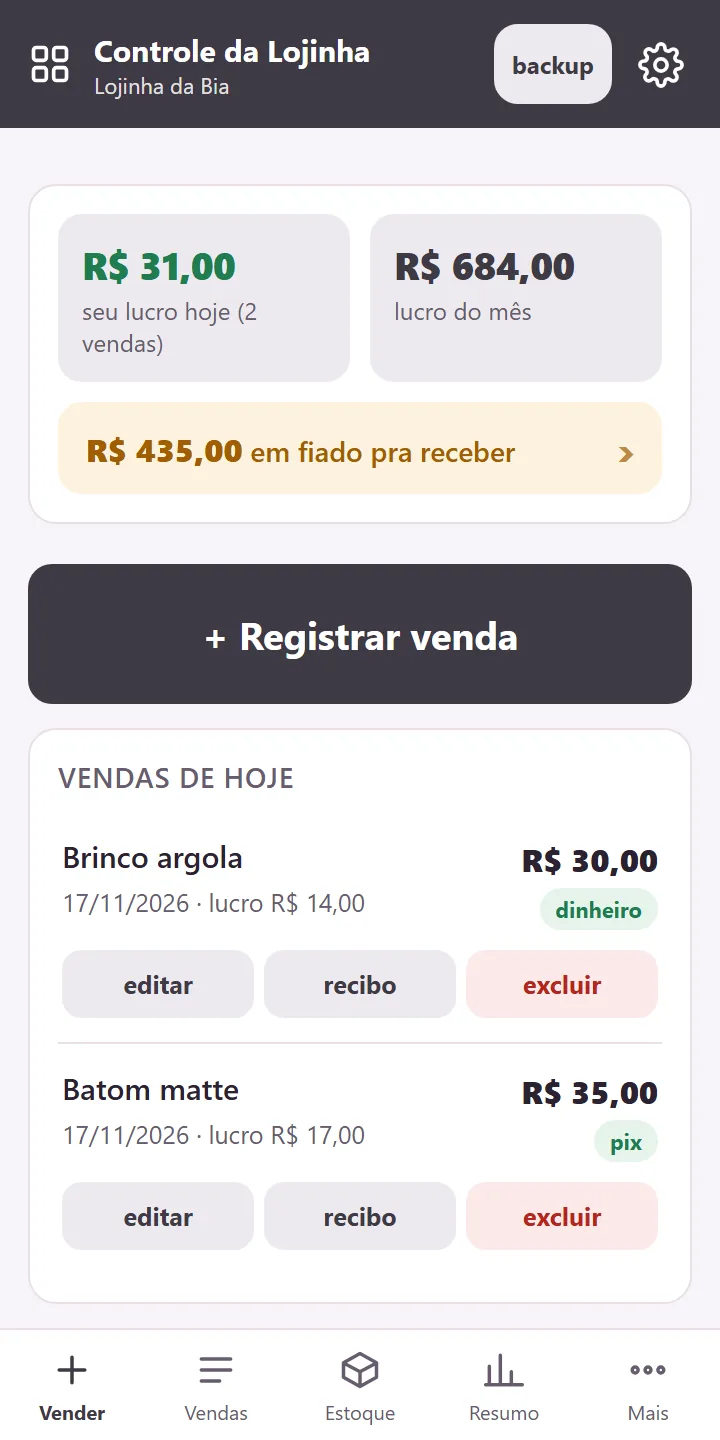 Controle da Lojinha
Lojinha da Bia
backup
R$ 31,00
seu lucro hoje (2
vendas)
R$ 684,00
lucro do mês
R$ 435,00 em fiado pra receber
+ Registrar venda
VENDAS DE HOJE
Brinco argola
R$ 30,00
17/11/2026 · lucro R$ 14,00
dinheiro
editar
recibo
excluir
Batom matte
R$ 35,00
17/11/2026 · lucro R$ 17,00
pix
editar
recibo
excluir
Vender
Vendas
Estoque
Resumo
Mais